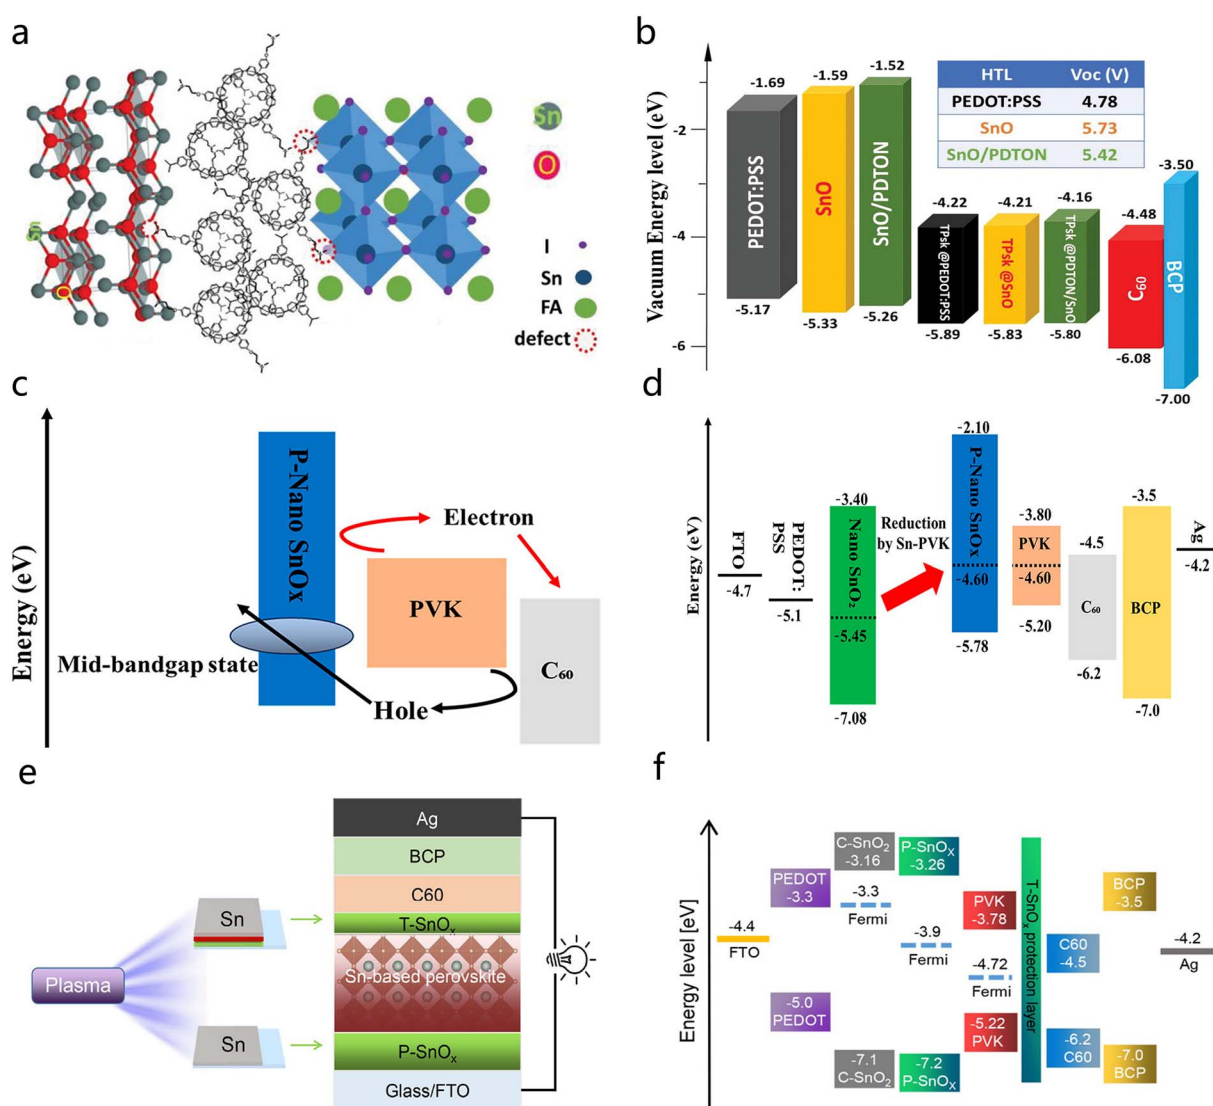 a
Sn
O
Sn
O
I
Sn
FA
defect
b
Vacuum Energy level (eV)
-2
-4
-6
HTL Voc (V)
PEDOT:PSS 4.78
SnO 5.73
SnO/PDTON 5.42
-1.69
PEDOT:PSS
-5.17
-1.59
SnO
-5.33
-1.52
SnO/PDTON
-5.26
-4.22
TPsk @PEDOT:PSS
-5.89
-4.21
TPsk @SnO
-5.83
-4.16
TPsk @PDTON/SnO
-5.80
-4.48
C₆₀
-6.08
-3.50
BCP
-7.00
c
Energy (eV)
P-Nano SnOx
Electron
PVK
Mid-bandgap state
Hole
C₆₀
d
Energy (eV)
FTO
-4.7
PEDOT:
PSS
-5.1
-3.40
Nano SnO₂
-5.45
-7.08
Reduction
by Sn-PVK
-2.10
P-Nano SnOx
-4.60
-5.78
-3.80
PVK
-4.60
-5.20
-4.5
C₆₀
-6.2
-3.5
BCP
-7.0
Ag
-4.2
e
Plasma
Sn
Sn
Ag
BCP
C60
T-SnOₓ
Sn-based perovskite
P-SnOₓ
Glass/FTO
f
Energy level [eV]
-4.4
FTO
PEDOT
-3.3
-5.0
PEDOT
C-SnO₂
-3.16
-3.3
Fermi
-7.1
C-SnO₂
P-SnOₓ
-3.26
-3.9
Fermi
-7.2
P-SnOₓ
PVK
-3.78
-4.72
Fermi
-5.22
PVK
T-SnOₓ protection layer
C60
-4.5
-6.2
C60
BCP
-3.5
-7.0
BCP
-4.2
Ag